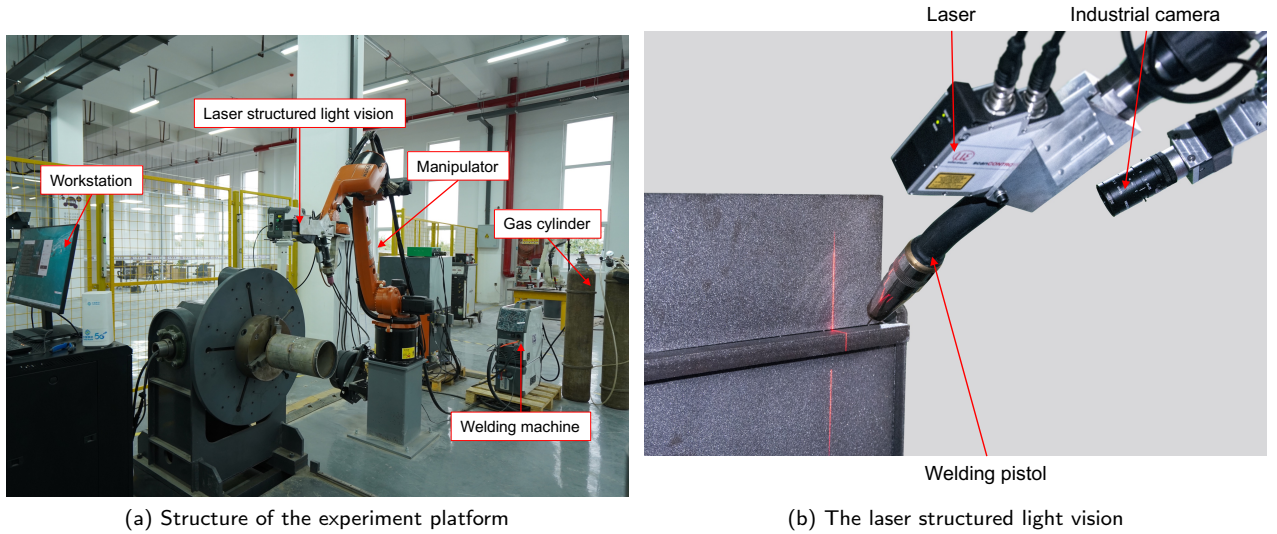 Laser
Industrial camera
Laser structured light vision
Manipulator
Workstation
Gas cylinder
Welding machine
Welding pistol
(a) Structure of the experiment platform
(b) The laser structured light vision